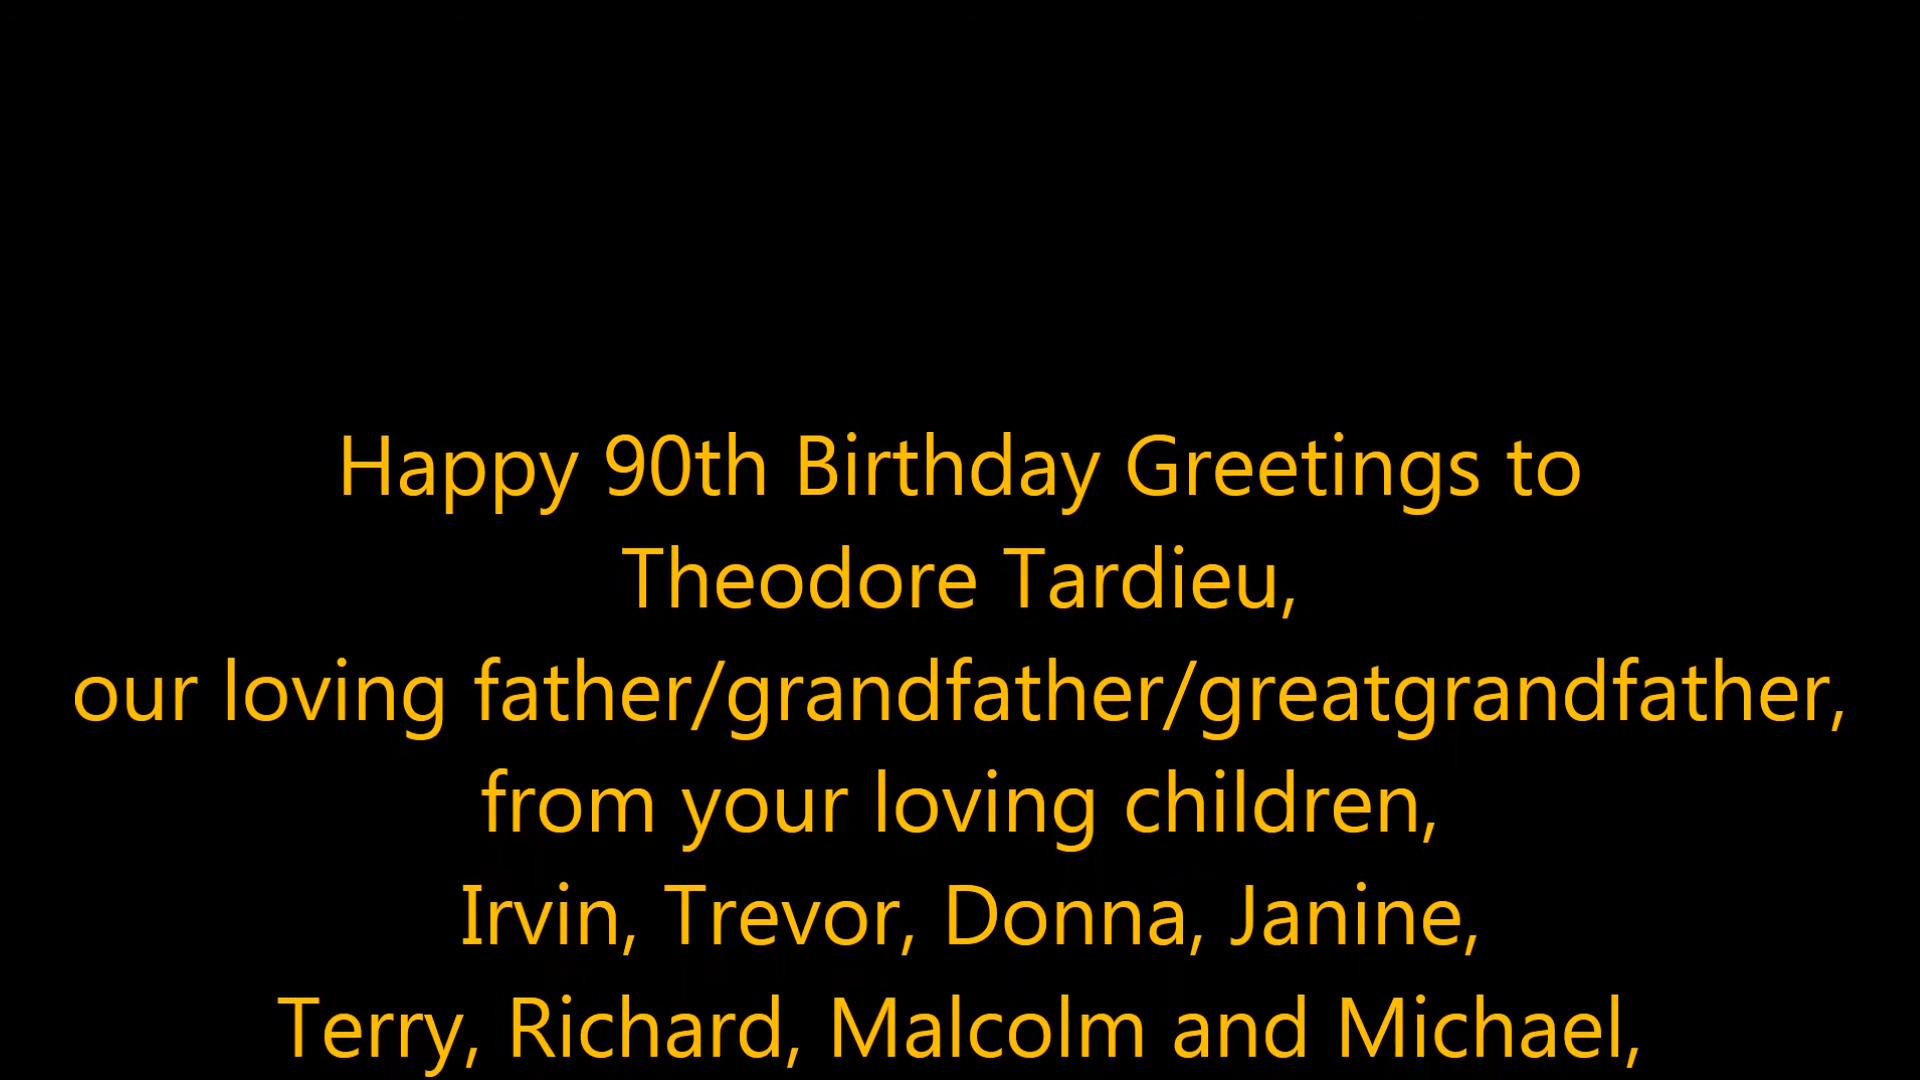 Happy 90th Birthday Greetings to
Theodore Tardieu,
our loving father/grandfather/greatgrandfather,
from your loving children,
Irvin, Trevor, Donna, Janine,
Terry, Richard, Malcolm and Michael,